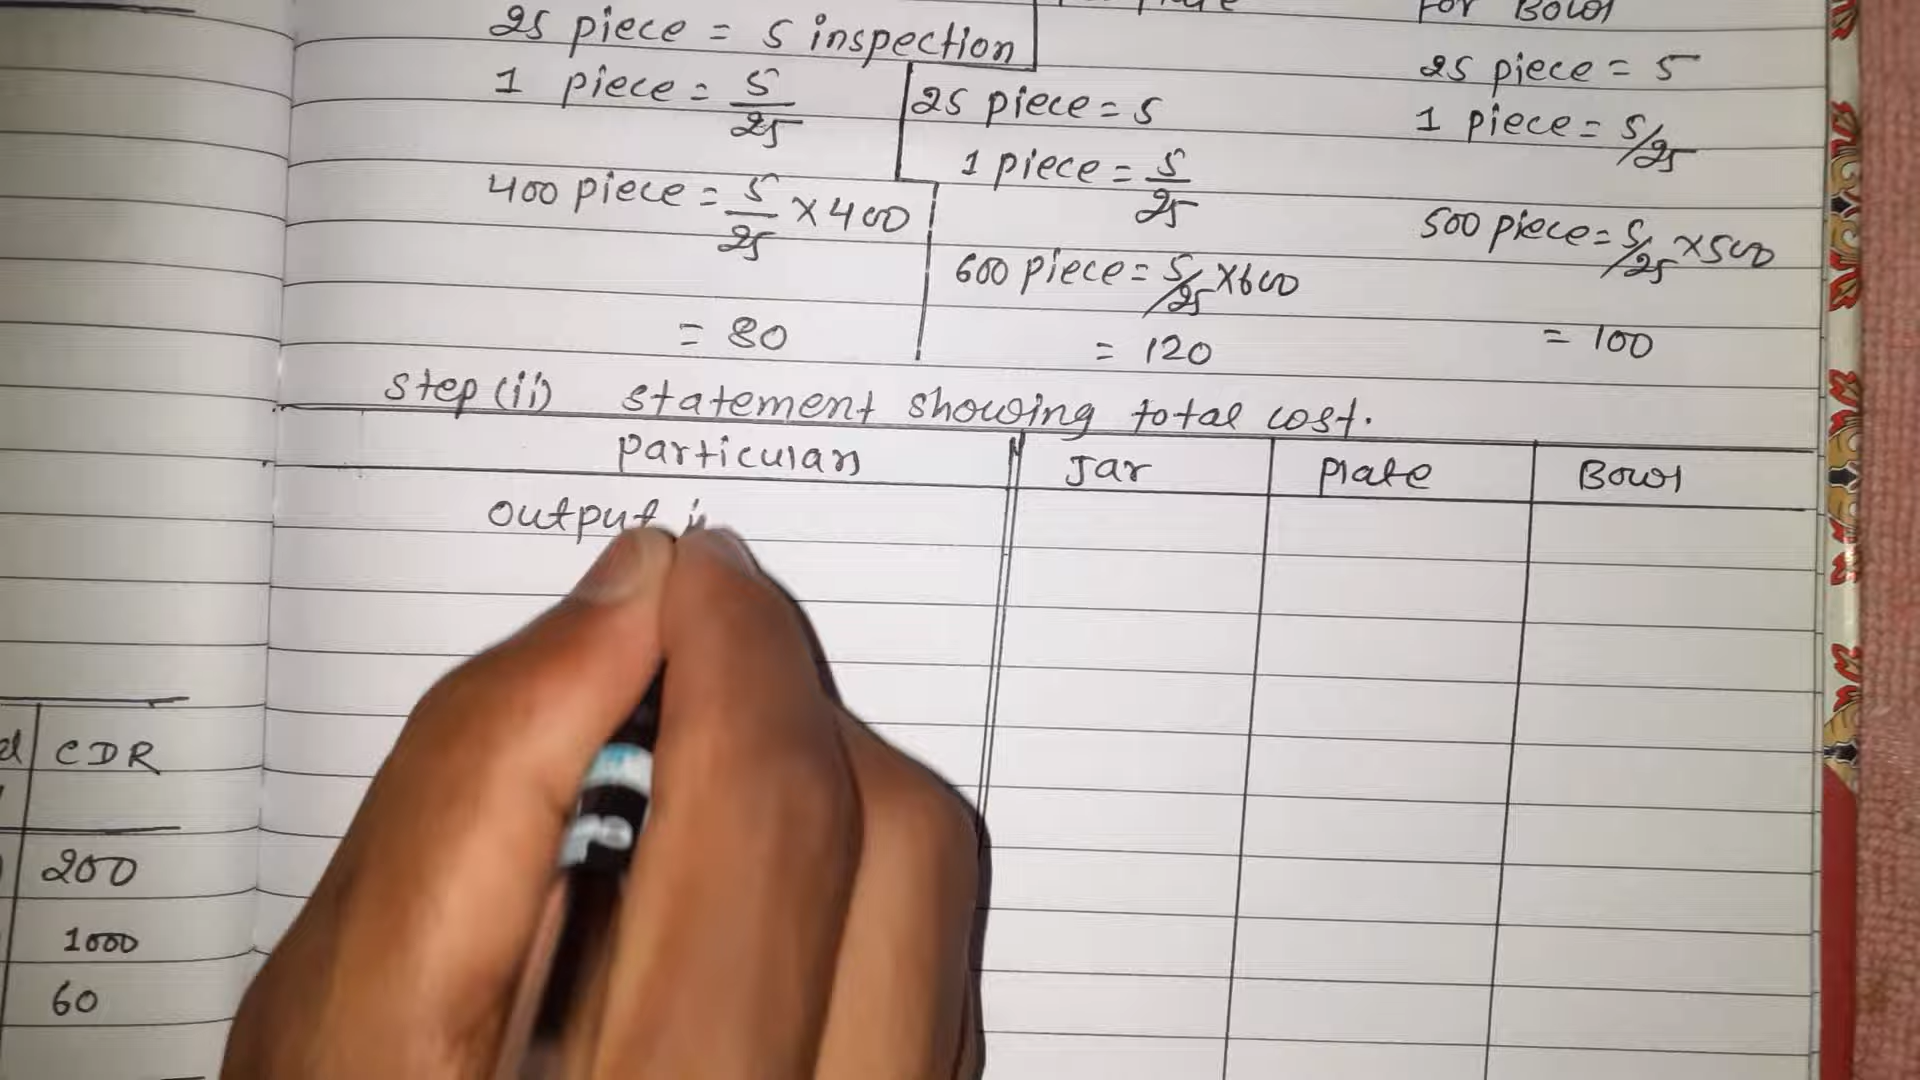 For Bowl
25 piece = 5 inspection
1 piece = 5/25
400 piece = 5/25 × 400
= 80
25 piece = 5
1 piece = 5/25
600 piece = 5/25 × 600
= 120
25 piece = 5
1 piece = 5/25
500 piece = 5/25 × 500
= 100
Step (ii) statement showing total cost.
Particulars Jar Plate Bowl
Output i
CDR
200
1000
60